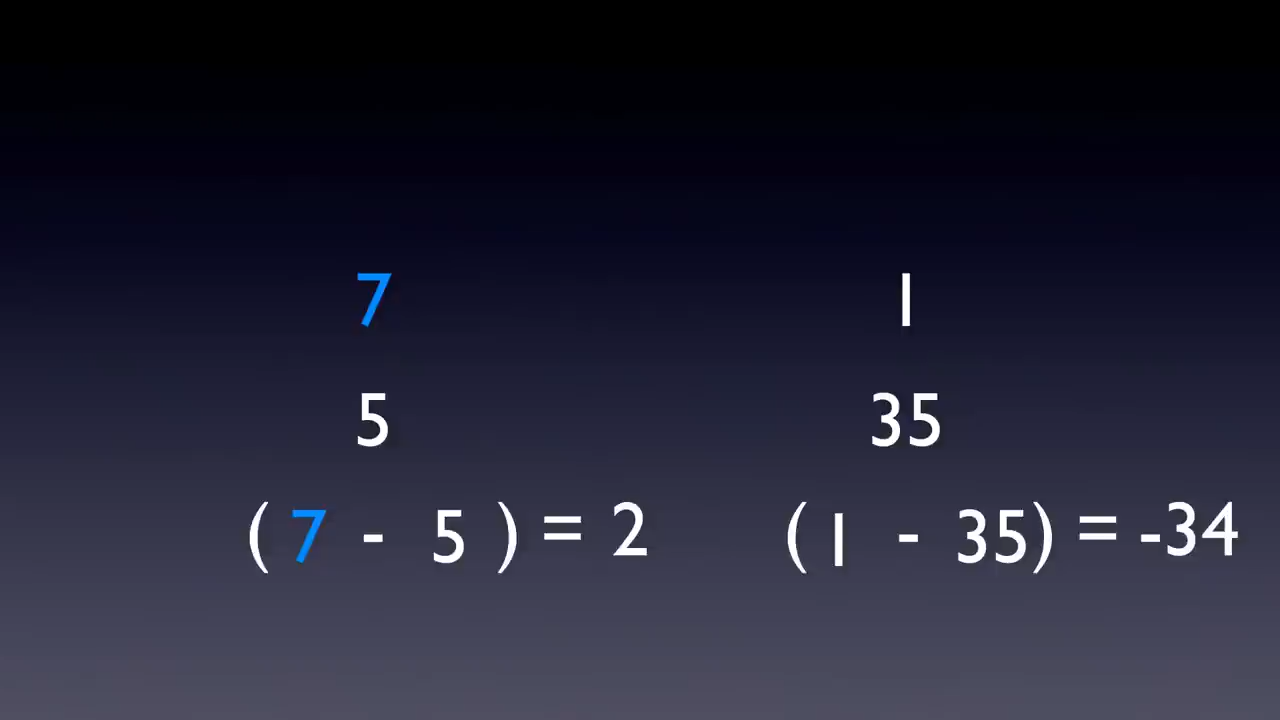 7 1
5 35
( 7 - 5 ) = 2 ( 1 - 35) = -34